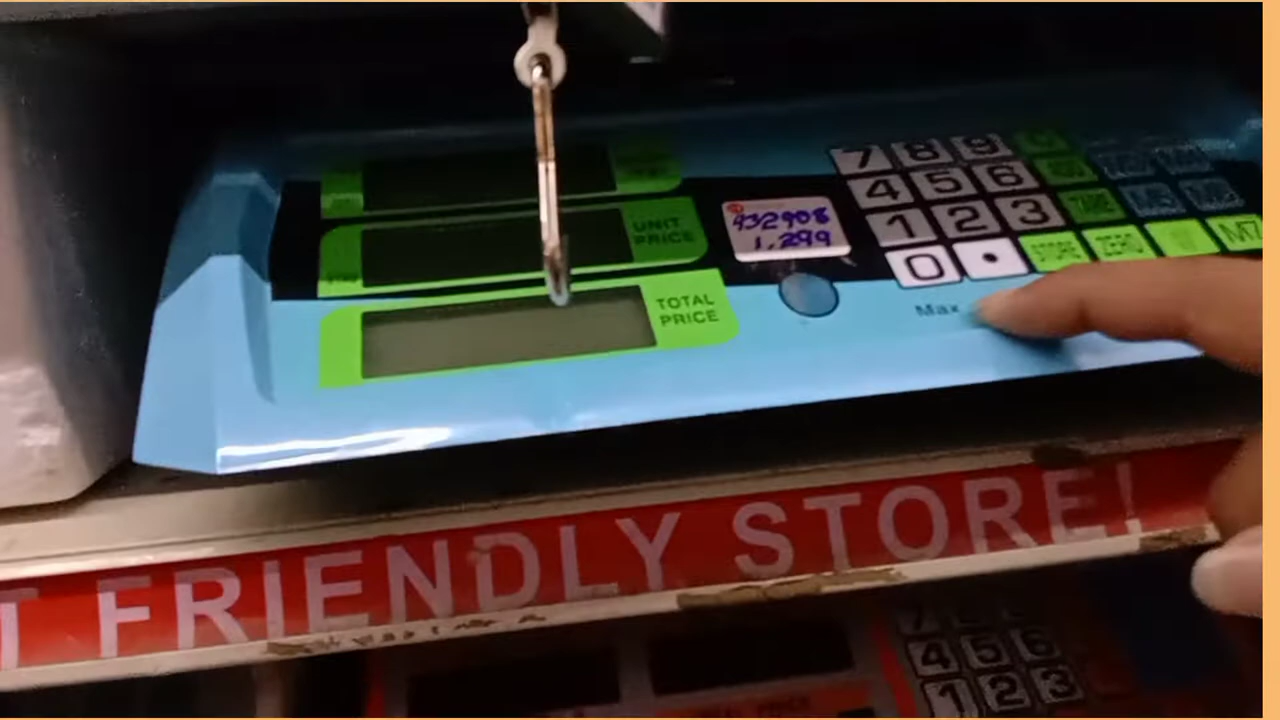 UNIT
PRICE
TOTAL
PRICE
932908
1,299
7 8 9
4 5 6 TARE
1 2 3
0 . STORE ZERO M7
Max
T FRIENDLY STORE!
4 5 6
1 2 3